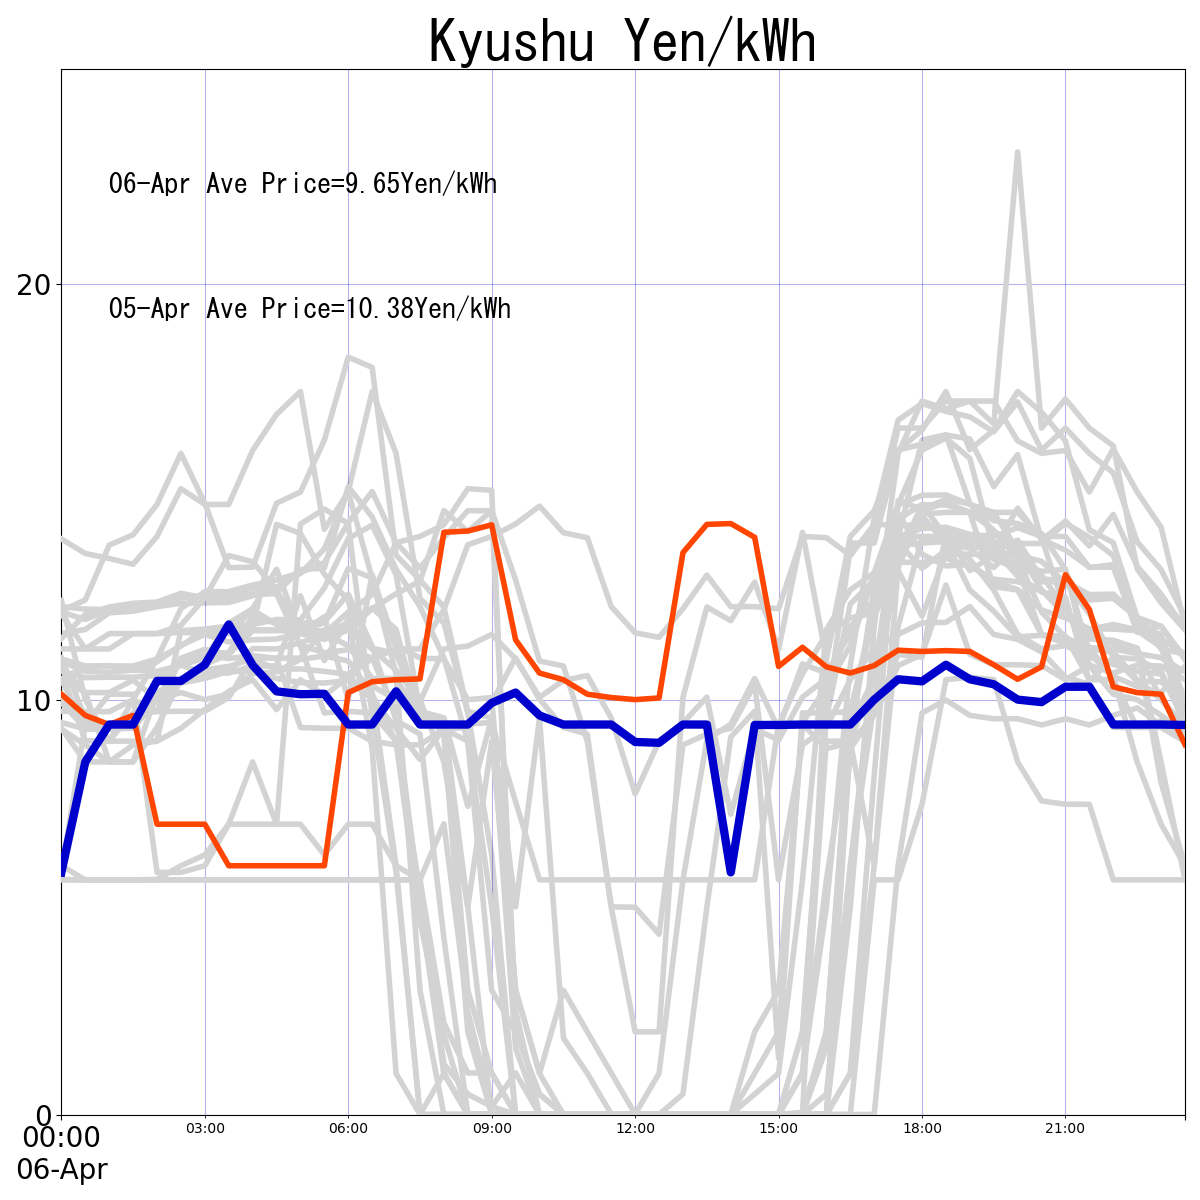 Kyushu Yen/kWh
06-Apr Ave Price=9.65Yen/kWh
20
05-Apr Ave Price=10.38Yen/kWh
10
0
00:00 03:00 06:00 09:00 12:00 15:00 18:00 21:00
06-Apr